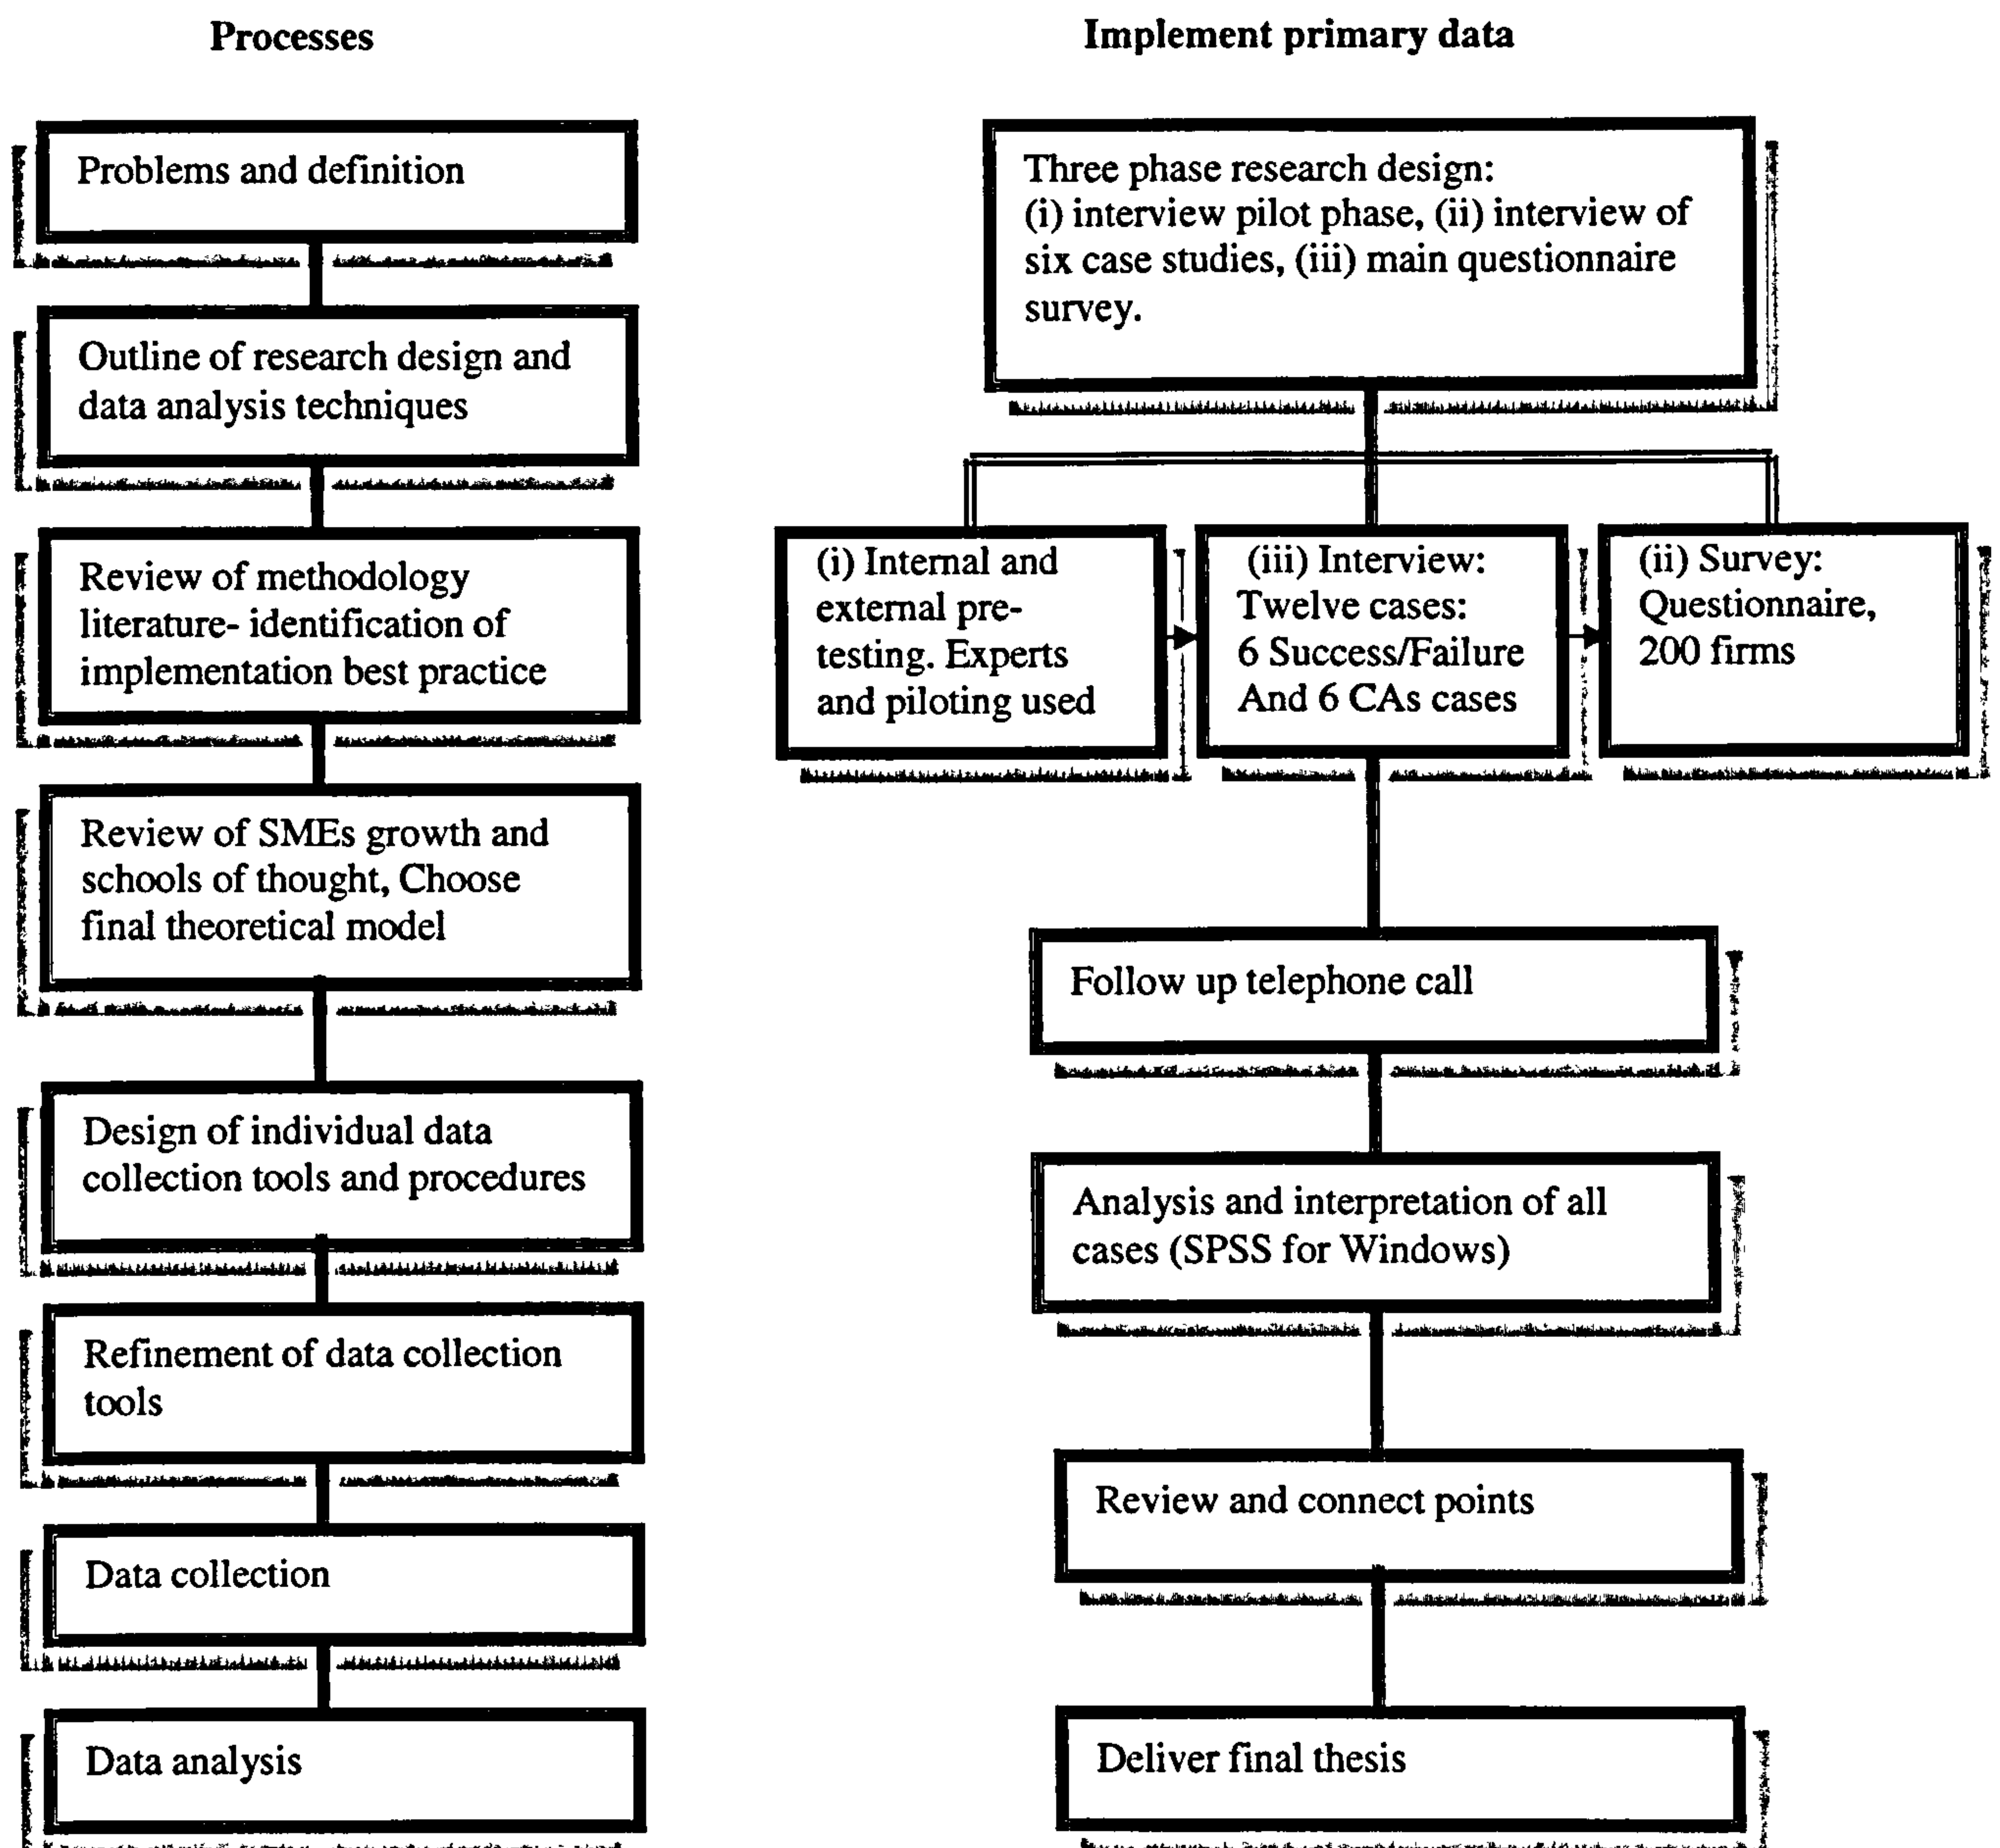 Processes
Problems and definition
Outline of research design and
data analysis techniques
Review of methodology
literature- identification of
implementation best practice
Review of SMEs growth and
schools of thought, Choose
final theoretical model
Design of individual data
collection tools and procedures
Refinement of data collection
tools
Data collection
Data analysis
Implement primary data
Three phase research design:
(i) interview pilot phase, (ii) interview of
six case studies, (iii) main questionnaire
survey.
(i) Internal and
external pre-
testing. Experts
and piloting used
(iii) Interview:
Twelve cases:
6 Success/Failure
And 6 CAs cases
(ii) Survey:
Questionnaire,
200 firms
Follow up telephone call
Analysis and interpretation of all
cases (SPSS for Windows)
Review and connect points
Deliver final thesis